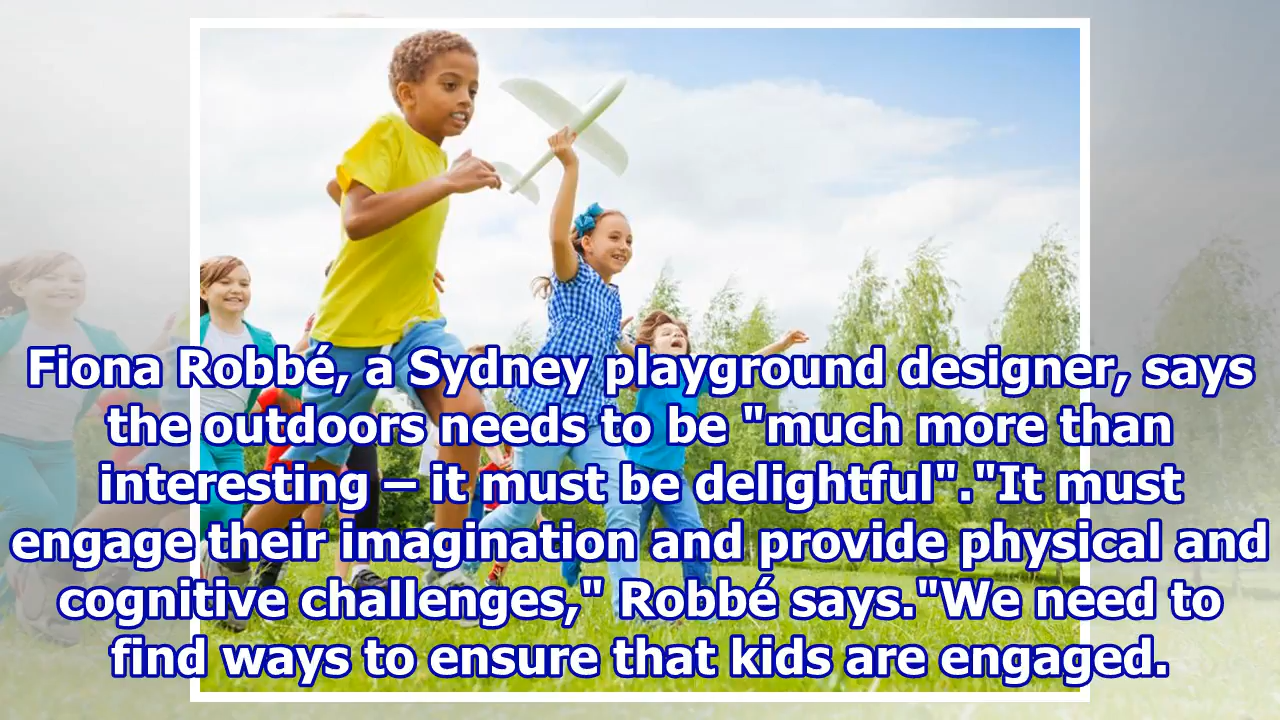 Fiona Robbé, a Sydney playground designer, says
the outdoors needs to be "much more than
interesting – it must be delightful"."It must
engage their imagination and provide physical and
cognitive challenges," Robbé says."We need to
find ways to ensure that kids are engaged.